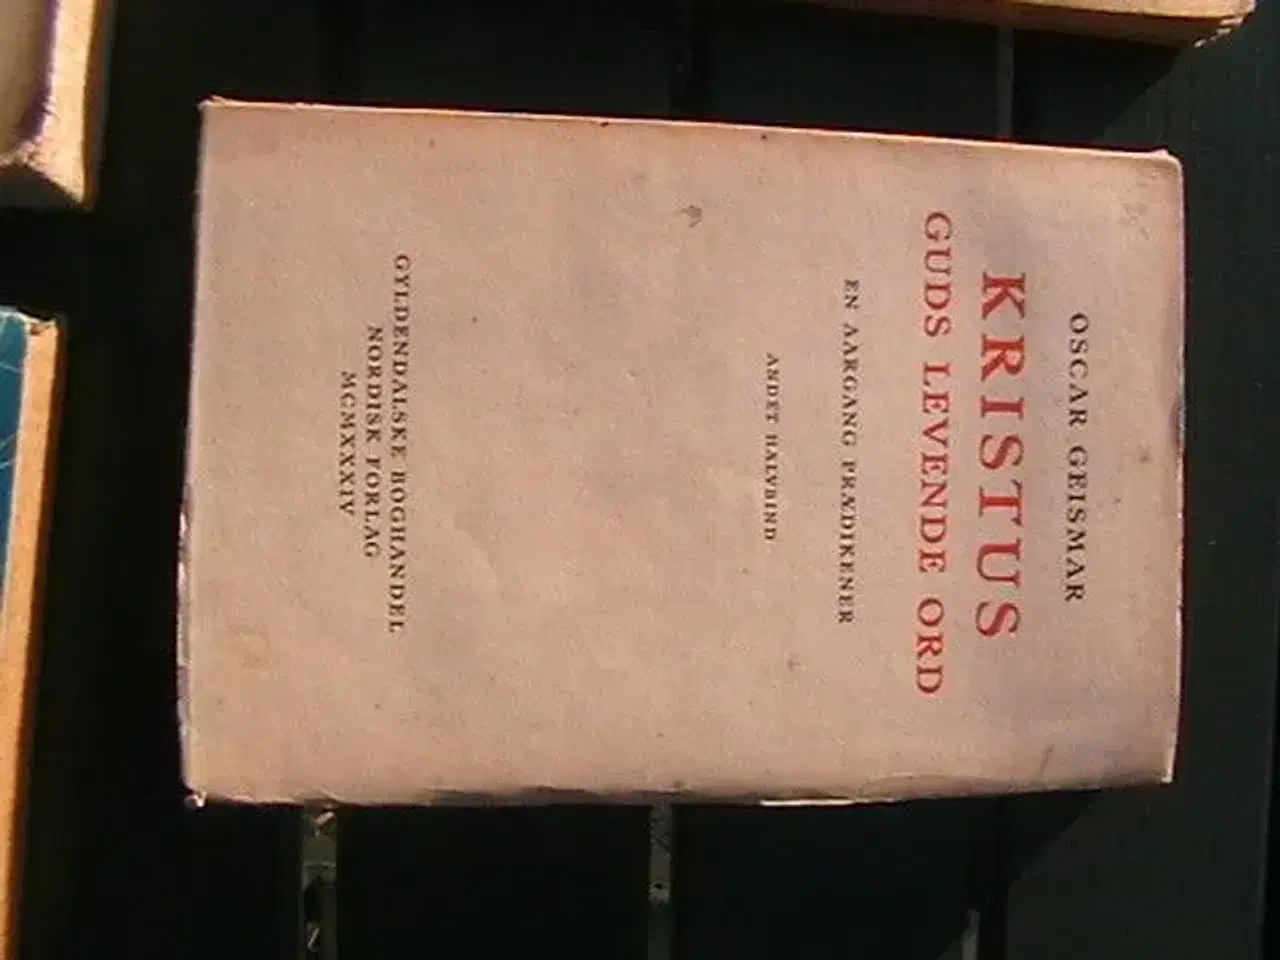 OSCAR GEISMAR
KRISTUS
GUDS LEVENDE ORD
EN AARGANG PRÆDIKENER
ANDET HALVBIND
GYLDENDALSKE BOGHANDEL
NORDISK FORLAG
MCMXXXIV